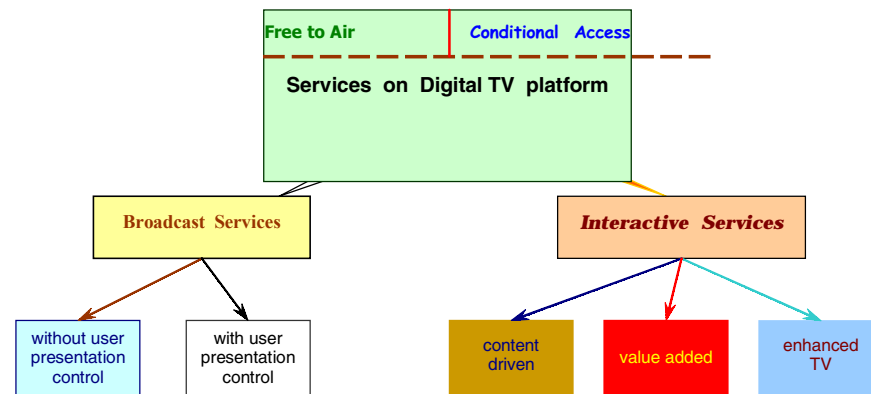 Free to Air
Conditional Access
Services on Digital TV platform
Broadcast Services
Interactive Services
without user
presentation
control
with user
presentation
control
content
driven
value added
enhanced
TV